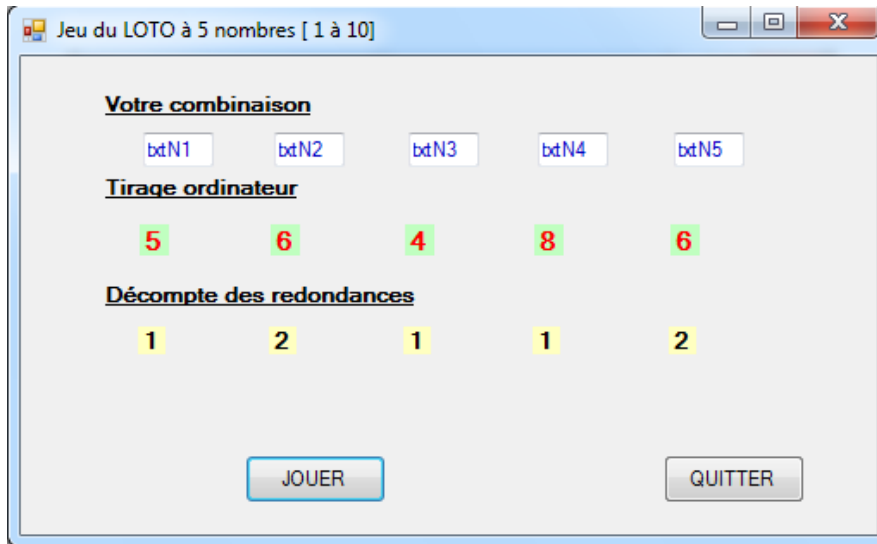 Jeu du LOTO à 5 nombres [ 1 à 10]
Votre combinaison
txtN1 txtN2 txtN3 txtN4 txtN5
Tirage ordinateur
5 6 4 8 6
Décompte des redondances
1 2 1 1 2
JOUER QUITTER